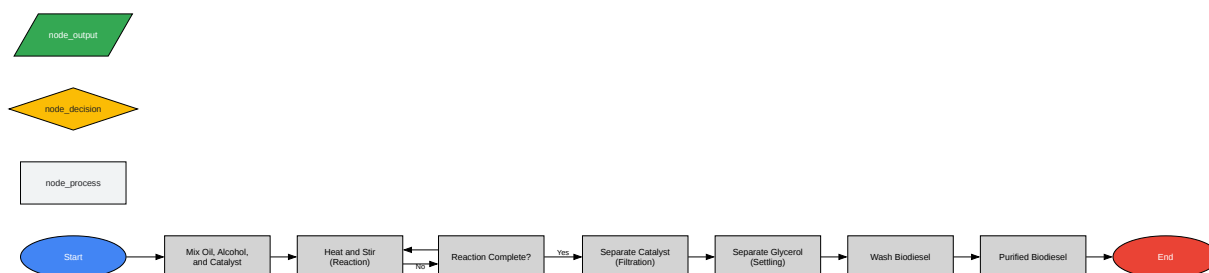 node_output
node_decision
node_process
Start
Mix Oil, Alcohol,
and Catalyst
Heat and Stir
(Reaction)
No
Reaction Complete?
Yes
Separate Catalyst
(Filtration)
Separate Glycerol
(Settling)
Wash Biodiesel
Purified Biodiesel
End